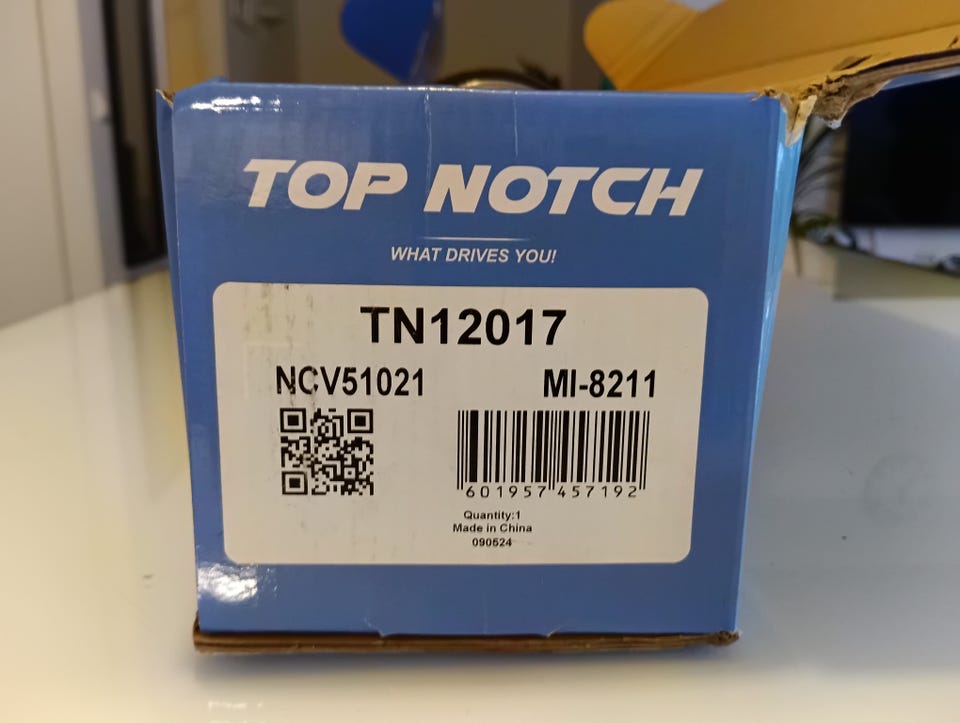 TOP NOTCH
WHAT DRIVES YOU!
TN12017
NCV51021 MI-8211
601957 457192
Quantity:1
Made in China
090524